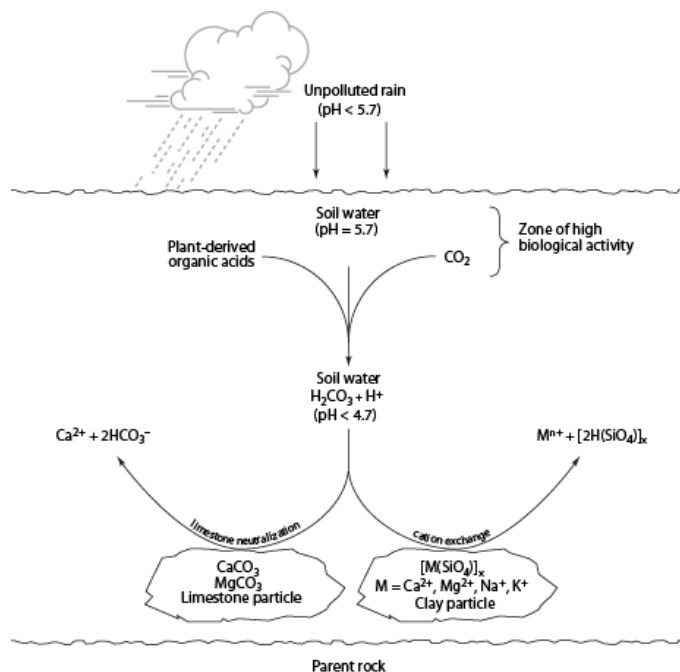 Unpolluted rain
(pH < 5.7)
Soil water
(pH = 5.7)
Zone of high
biological activity
Plant-derived
organic acids
CO₂
Soil water
H₂CO₃ + H⁺
(pH < 4.7)
Ca²⁺ + 2HCO₃⁻
Mⁿ⁺ + [2H(SiO₄)]ₓ
limestone neutralization
cation exchange
CaCO₃
MgCO₃
Limestone particle
[M(SiO₄)]ₓ
M = Ca²⁺, Mg²⁺, Na⁺, K⁺
Clay particle
Parent rock